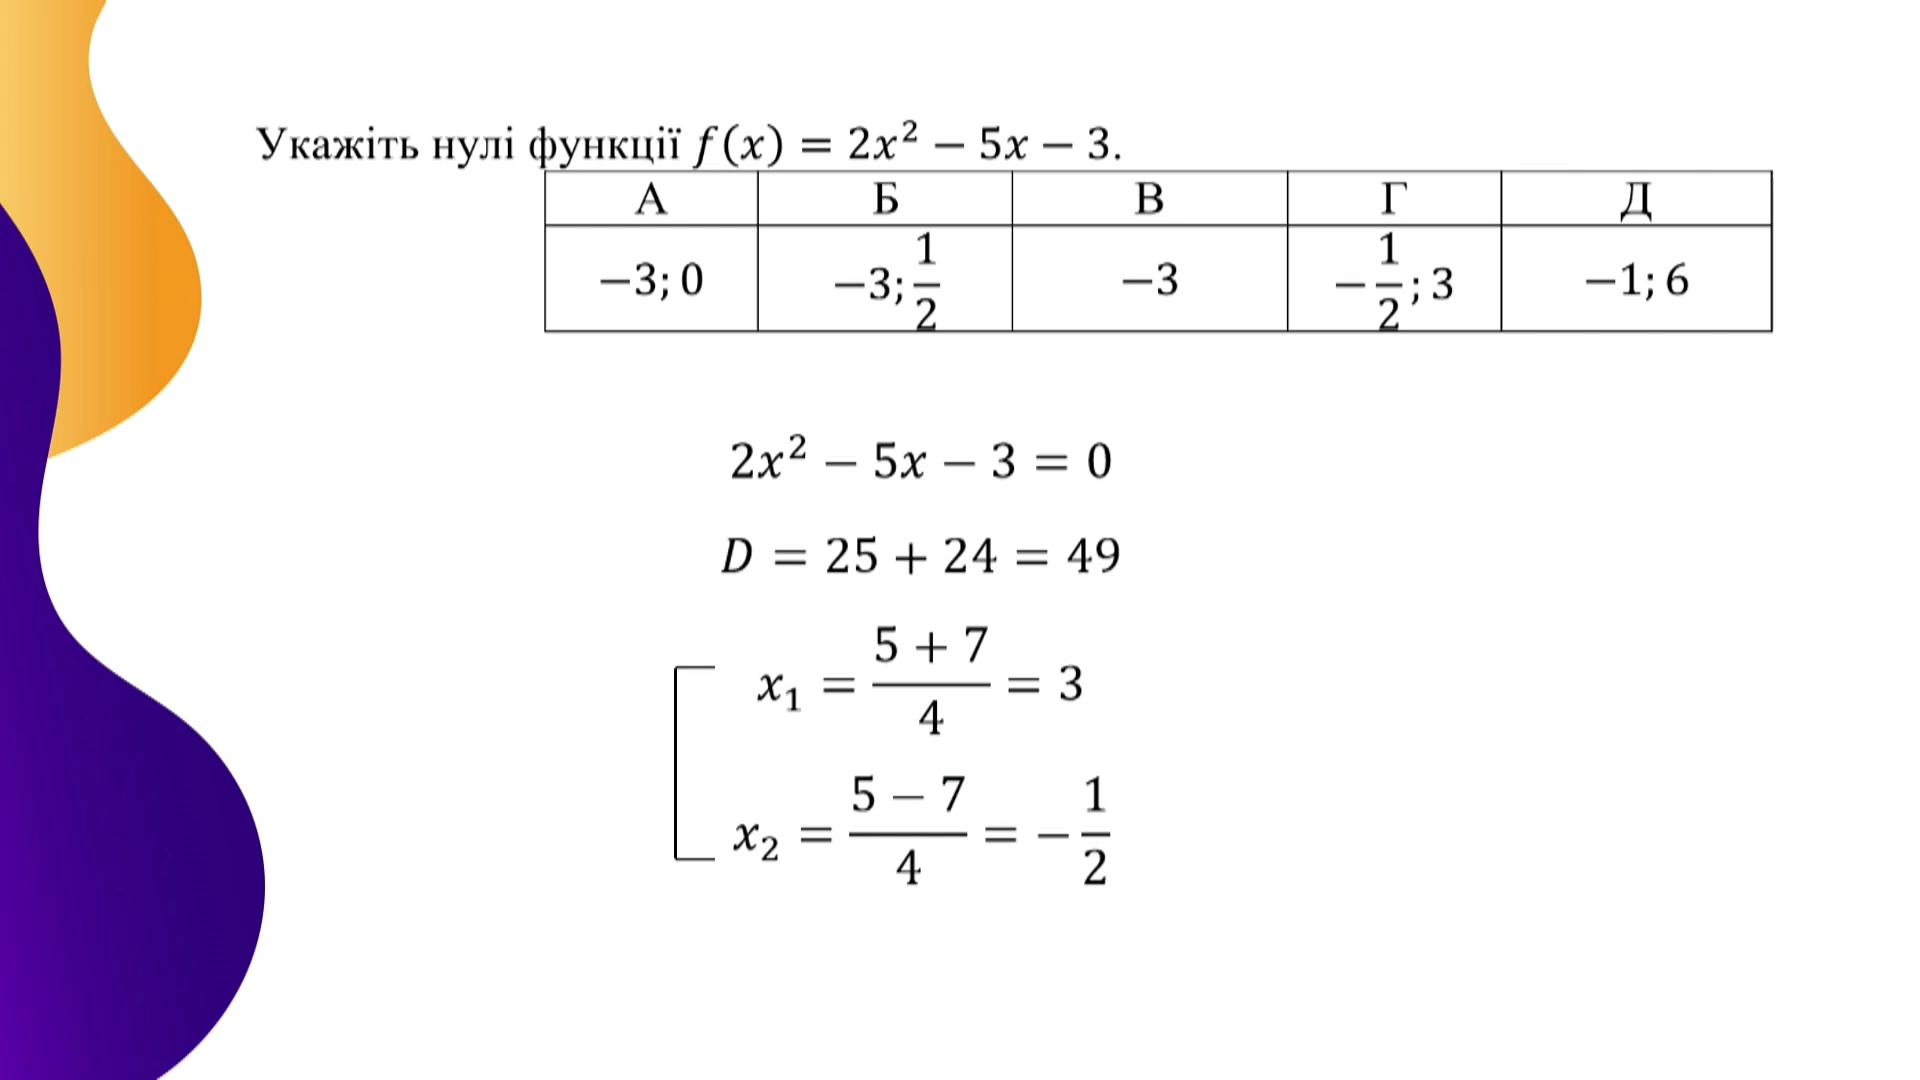 Укажіть нулі функції f(x) = 2x² − 5x − 3.
А Б В Г Д
−3; 0 −3; 1/2 −3 −1/2; 3 −1; 6
2x² − 5x − 3 = 0
D = 25 + 24 = 49
x₁ = (5 + 7)/4 = 3
x₂ = (5 − 7)/4 = −1/2